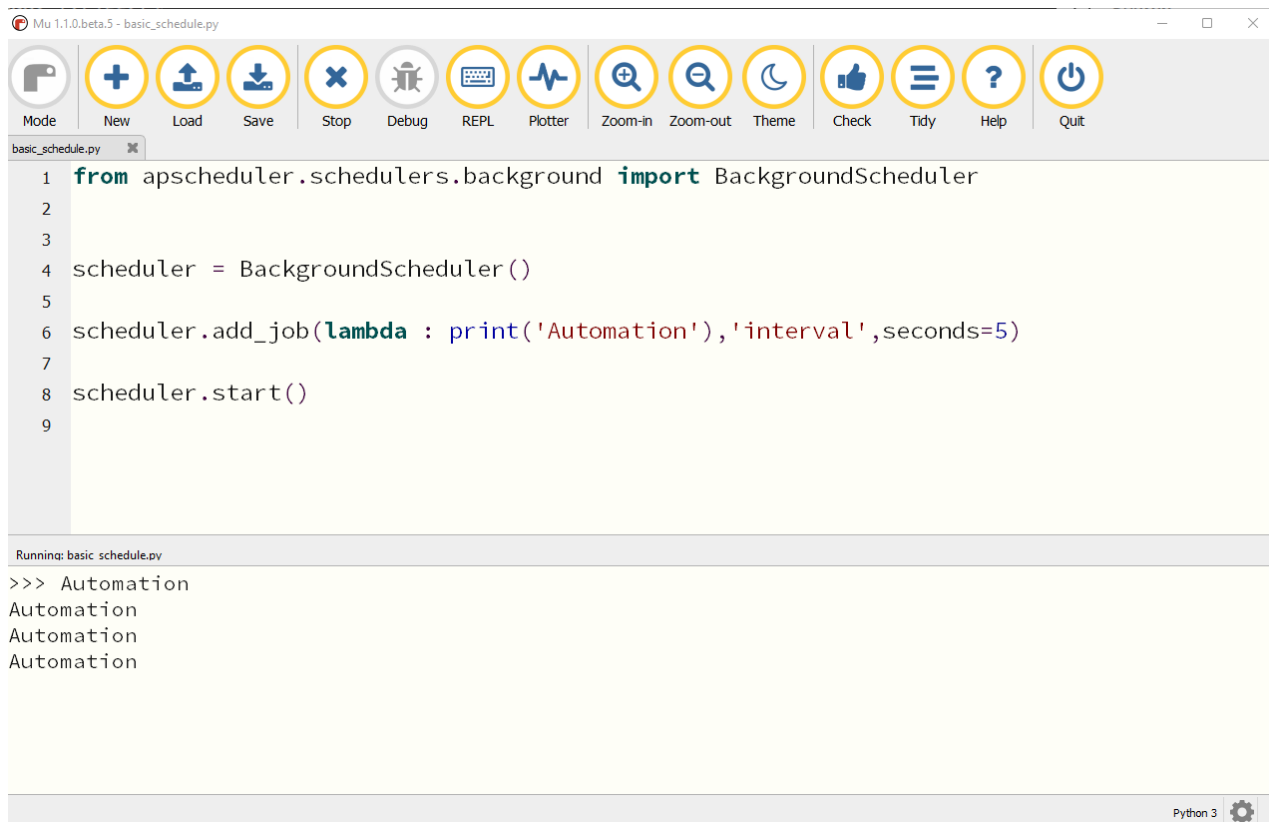 Mu 1.1.0.beta.5 - basic_schedule.py
Mode New Load Save Stop Debug REPL Plotter Zoom-in Zoom-out Theme Check Tidy Help Quit
basic_schedule.py
1 from apscheduler.schedulers.background import BackgroundScheduler
2
3
4 scheduler = BackgroundScheduler()
5
6 scheduler.add_job(lambda : print('Automation'),'interval',seconds=5)
7
8 scheduler.start()
9
Running: basic_schedule.py
>>> Automation
Automation
Automation
Automation
Python 3